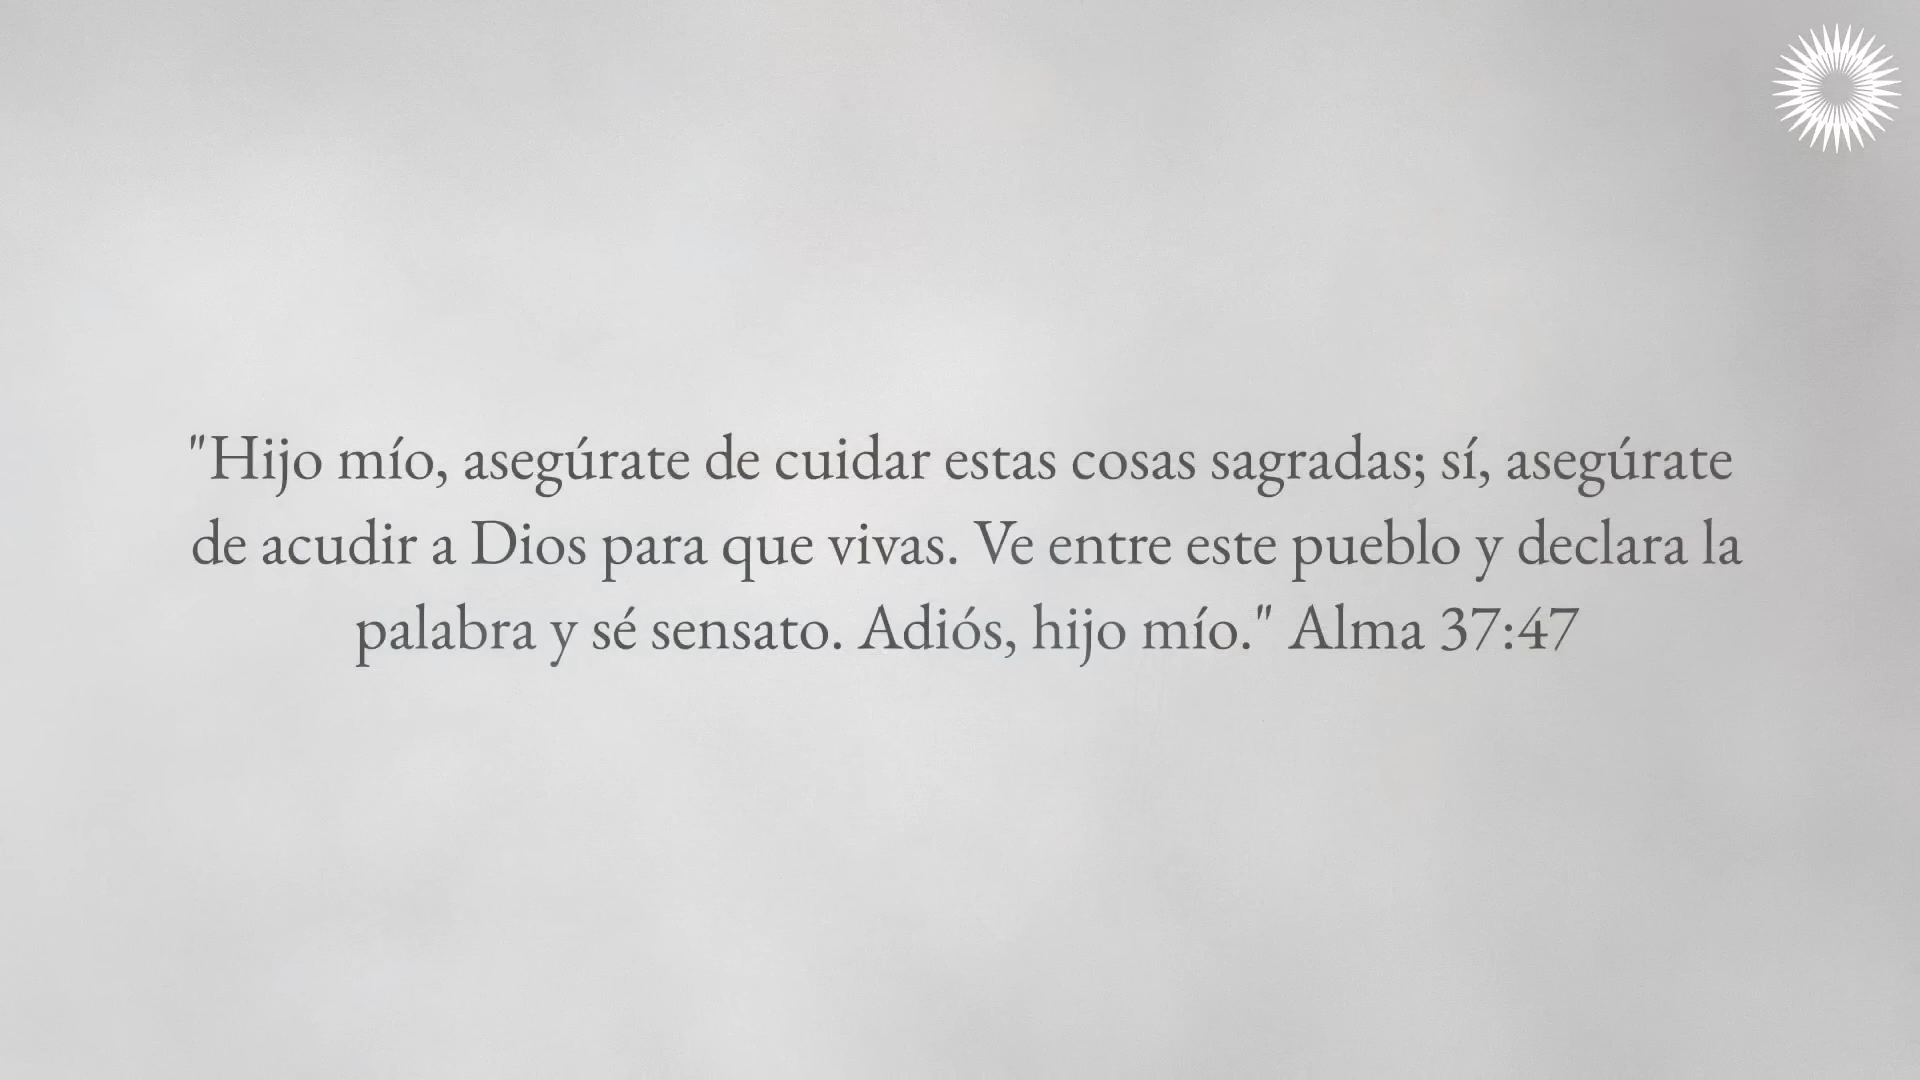 "Hijo mío, asegúrate de cuidar estas cosas sagradas; sí, asegúrate
de acudir a Dios para que vivas. Ve entre este pueblo y declara la
palabra y sé sensato. Adiós, hijo mío." Alma 37:47